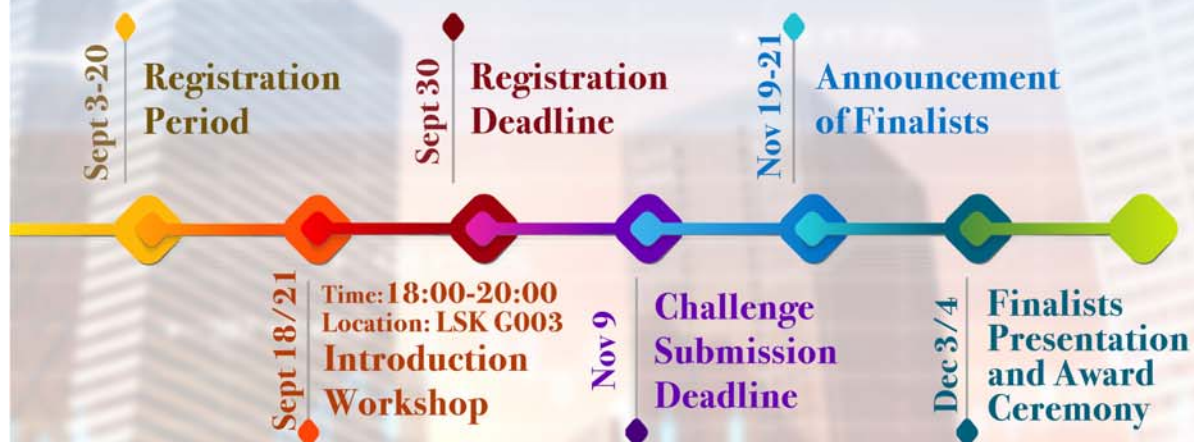 Sept 3-20
Registration
Period
Sept 18/21
Time: 18:00-20:00
Location: LSK G003
Introduction
Workshop
Sept 30
Registration
Deadline
Nov 9
Challenge
Submission
Deadline
Nov 19-21
Announcement
of Finalists
Dec 3/4
Finalists
Presentation
and Award
Ceremony